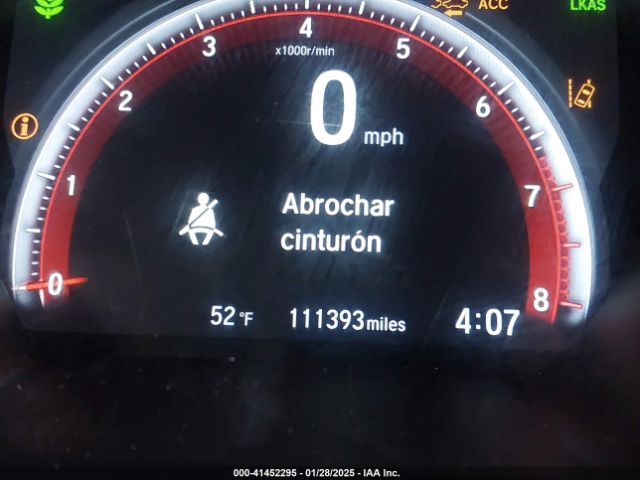 ACC
LKAS
4
3
5
x1000r/min
2
6
0 mph
1
7
Abrochar
cinturón
0
8
52°F 111393 miles 4:07
000-41452295 - 01/28/2025 - IAA Inc.